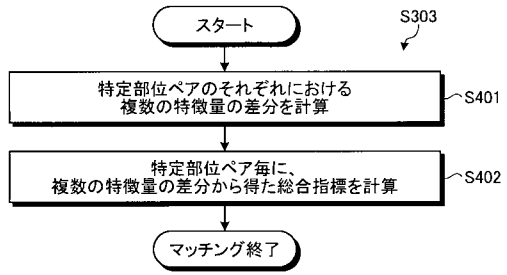 スタート
S303
特定部位ペアのそれぞれにおける
複数の特徴量の差分を計算
S401
特定部位ペア毎に、
複数の特徴量の差分から得た総合指標を計算
S402
マッチング終了